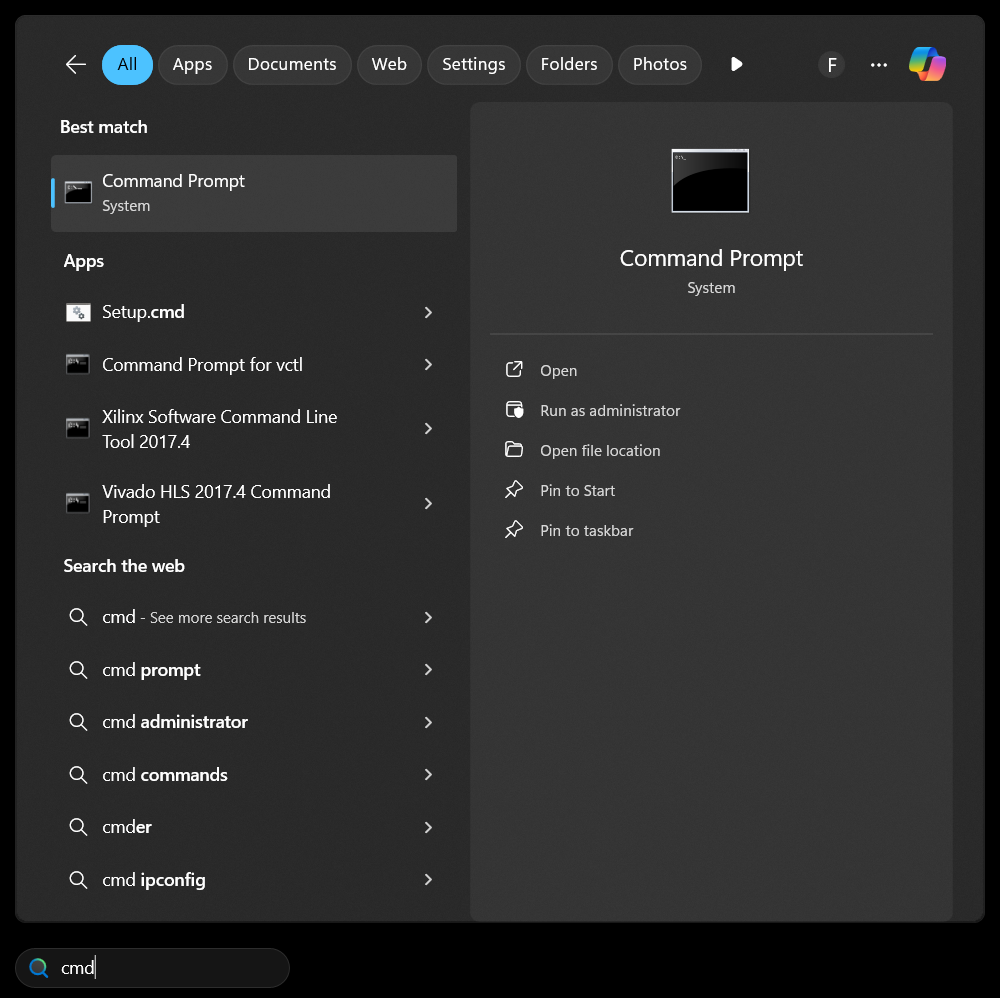 All
Apps
Documents
Web
Settings
Folders
Photos
F
Best match
Command Prompt
System
Apps
Setup.cmd
Command Prompt for vctl
Xilinx Software Command Line
Tool 2017.4
Vivado HLS 2017.4 Command
Prompt
Search the web
cmd - See more search results
cmd prompt
cmd administrator
cmd commands
cmder
cmd ipconfig
Command Prompt
System
Open
Run as administrator
Open file location
Pin to Start
Pin to taskbar
cmd